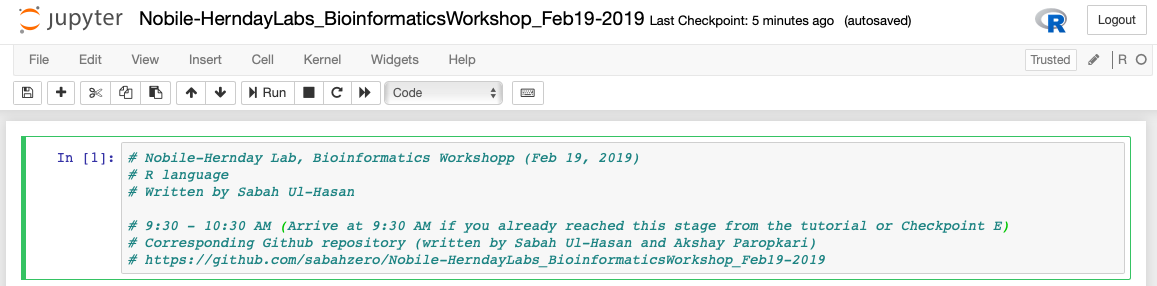 jupyter Nobile-HerndayLabs_BioinformaticsWorkshop_Feb19-2019 Last Checkpoint: 5 minutes ago (autosaved) R Logout
File Edit View Insert Cell Kernel Widgets Help Trusted R
Run Code
In [1]: # Nobile-Hernday Lab, Bioinformatics Workshopp (Feb 19, 2019)
# R language
# Written by Sabah Ul-Hasan
# 9:30 - 10:30 AM (Arrive at 9:30 AM if you already reached this stage from the tutorial or Checkpoint E)
# Corresponding Github repository (written by Sabah Ul-Hasan and Akshay Paropkari)
# https://github.com/sabahzero/Nobile-HerndayLabs_BioinformaticsWorkshop_Feb19-2019